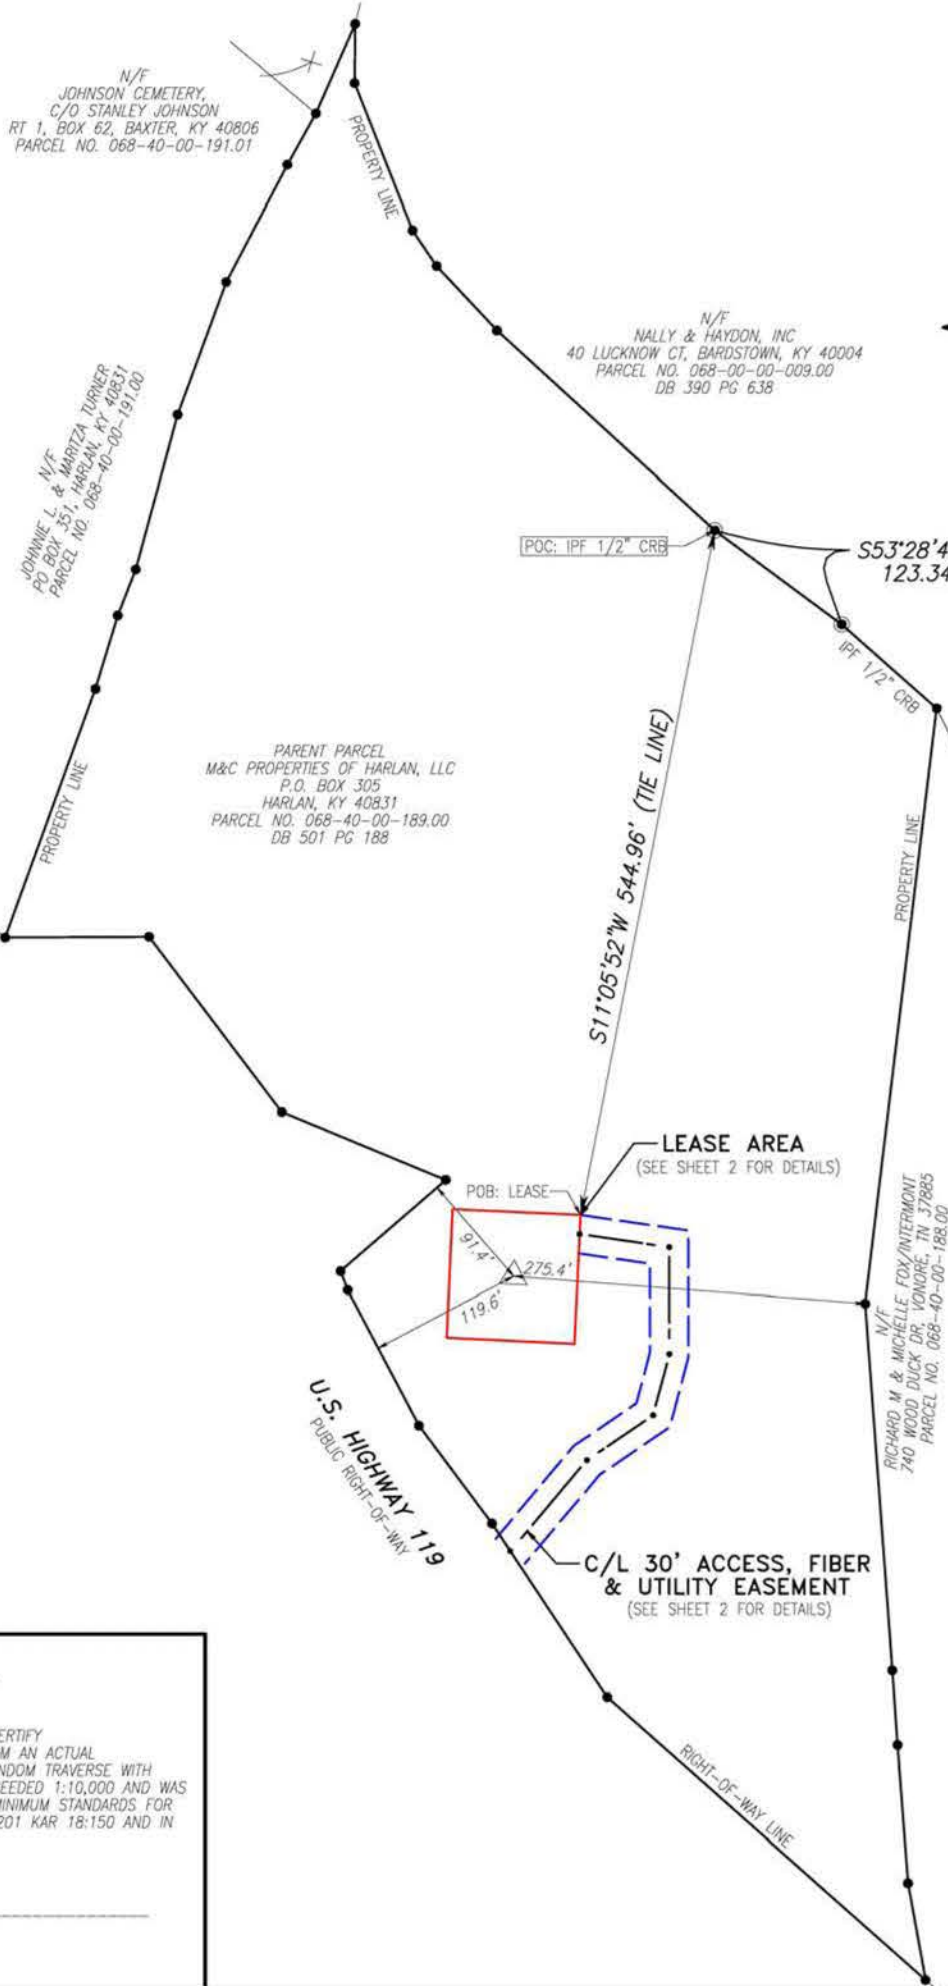 N/F
JOHNSON CEMETERY,
C/O STANLEY JOHNSON
RT 1, BOX 62, BAXTER, KY 40806
PARCEL NO. 068-40-00-191.01
PROPERTY LINE
N/F
NALLY & HAYDON, INC
40 LUCKNOW CT, BARDSTOWN, KY 40004
PARCEL NO. 068-00-00-009.00
DB 390 PG 638
N/F
JOHNNIE L. & MARITZA TURNER
PO BOX 351, HARLAN, KY 40831
PARCEL NO. 068-40-00-191.00
POC: IPF 1/2" CRB
S53°28'4
123.34
IPF 1/2" CRB
PROPERTY LINE
PARENT PARCEL
M&C PROPERTIES OF HARLAN, LLC
P.O. BOX 305
HARLAN, KY 40831
PARCEL NO. 068-40-00-189.00
DB 501 PG 188
S11°05'52"W 544.96' (TIE LINE)
PROPERTY LINE
LEASE AREA
(SEE SHEET 2 FOR DETAILS)
POB: LEASE
91.4'
275.4'
119.6'
N/F
RICHARD M & MICHELLE FOX/INTERMONT
740 WOOD DUCK DR, VONORE, TN 37885
PARCEL NO. 068-40-00-188.00
U.S. HIGHWAY 119
PUBLIC RIGHT-OF-WAY
C/L 30' ACCESS, FIBER
& UTILITY EASEMENT
(SEE SHEET 2 FOR DETAILS)
RIGHT-OF-WAY LINE
ERTIFY
M AN ACTUAL
NDOM TRAVERSE WITH
EEDED 1:10,000 AND WAS
MINIMUM STANDARDS FOR
201 KAR 18:150 AND IN